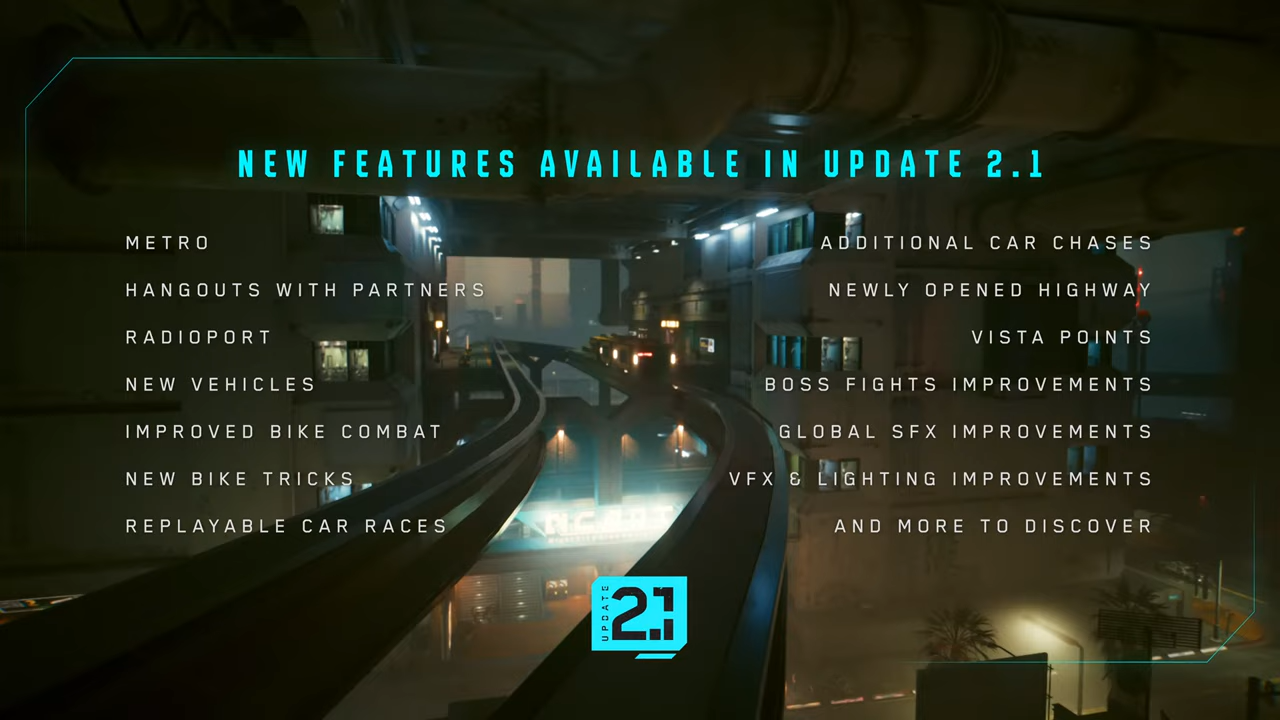 NEW FEATURES AVAILABLE IN UPDATE 2.1
METRO
HANGOUTS WITH PARTNERS
RADIOPORT
NEW VEHICLES
IMPROVED BIKE COMBAT
NEW BIKE TRICKS
REPLAYABLE CAR RACES
ADDITIONAL CAR CHASES
NEWLY OPENED HIGHWAY
VISTA POINTS
BOSS FIGHTS IMPROVEMENTS
GLOBAL SFX IMPROVEMENTS
VFX & LIGHTING IMPROVEMENTS
AND MORE TO DISCOVER
NCART
UPDATE
2.1